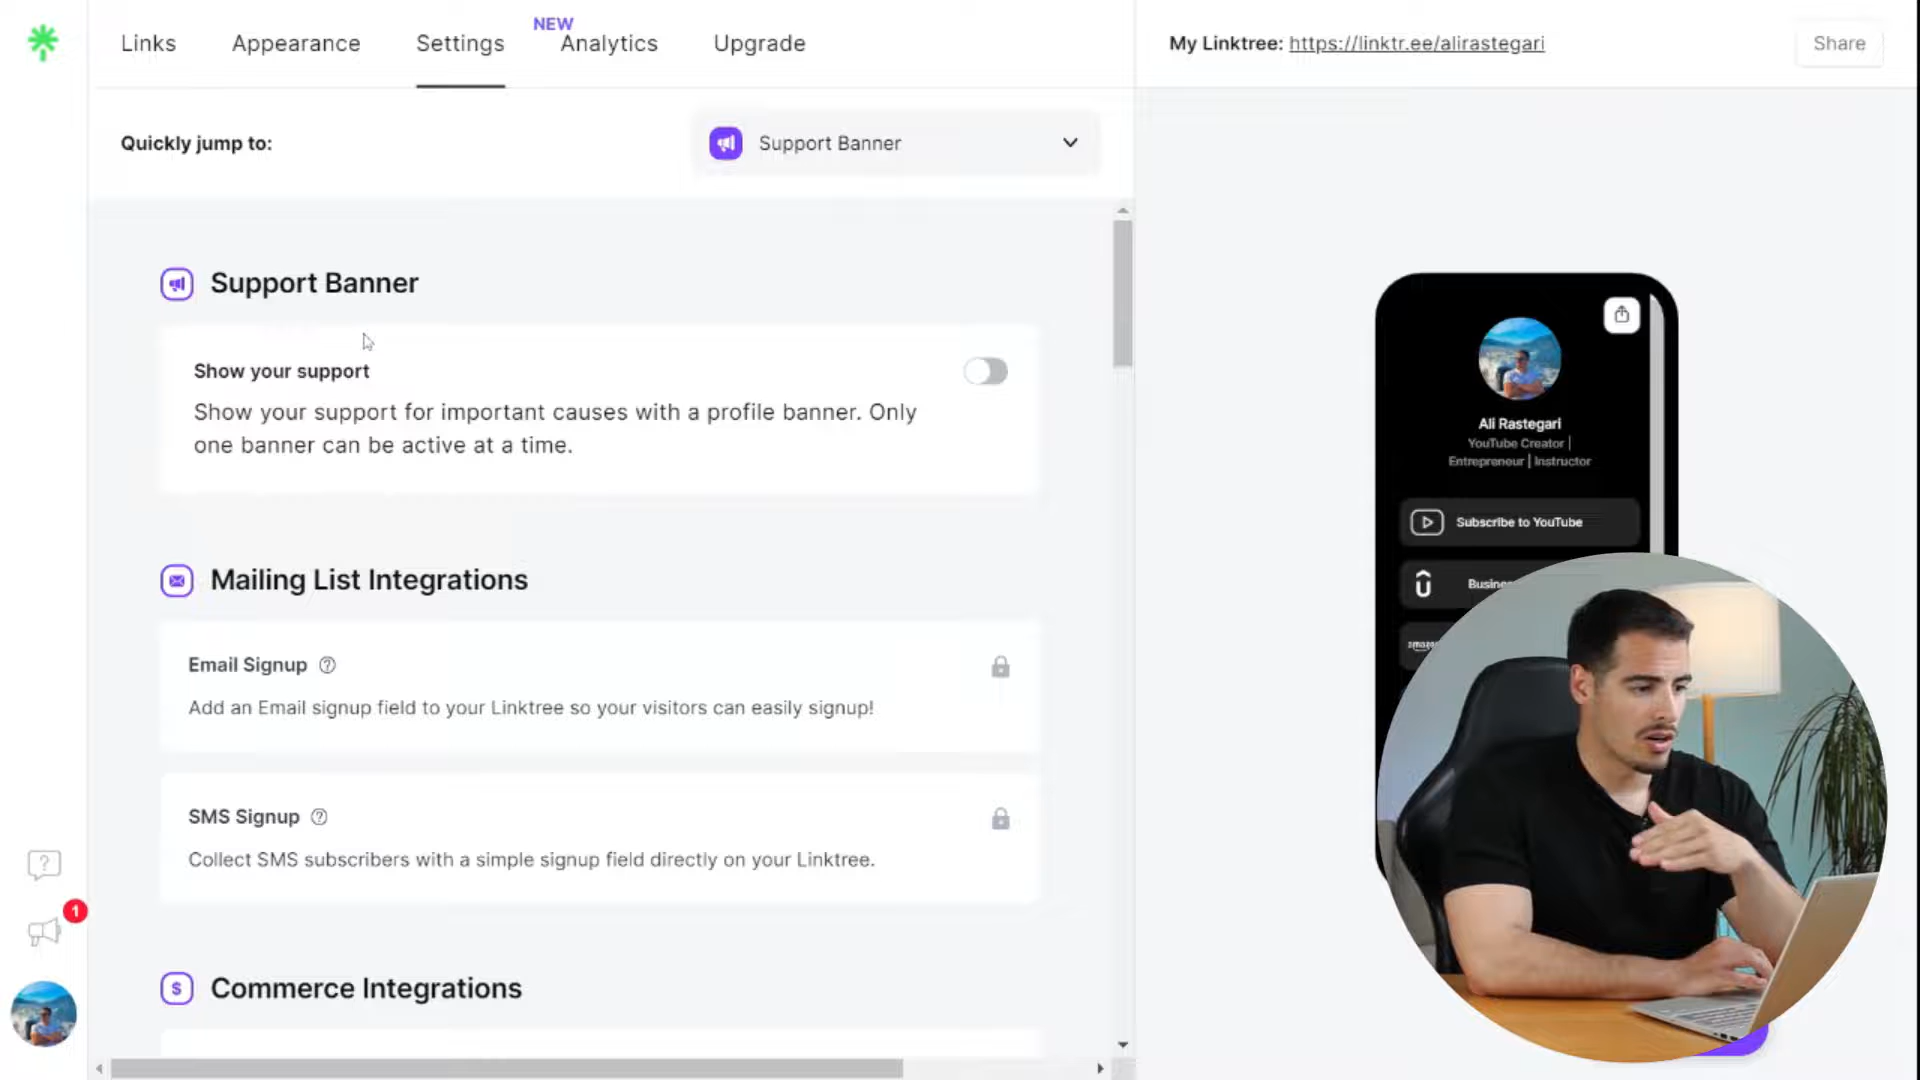 Links
Appearance
Settings
NEW
Analytics
Upgrade
My Linktree: https://linktr.ee/alirastegari
Share
Quickly jump to:
Support Banner
Support Banner
Show your support
Show your support for important causes with a profile banner. Only
one banner can be active at a time.
Mailing List Integrations
Email Signup
Add an Email signup field to your Linktree so your visitors can easily signup!
SMS Signup
Collect SMS subscribers with a simple signup field directly on your Linktree.
$ Commerce Integrations
1
Ali Rastegari
YouTube Creator |
Entrepreneur | Instructor
Subscribe to YouTube